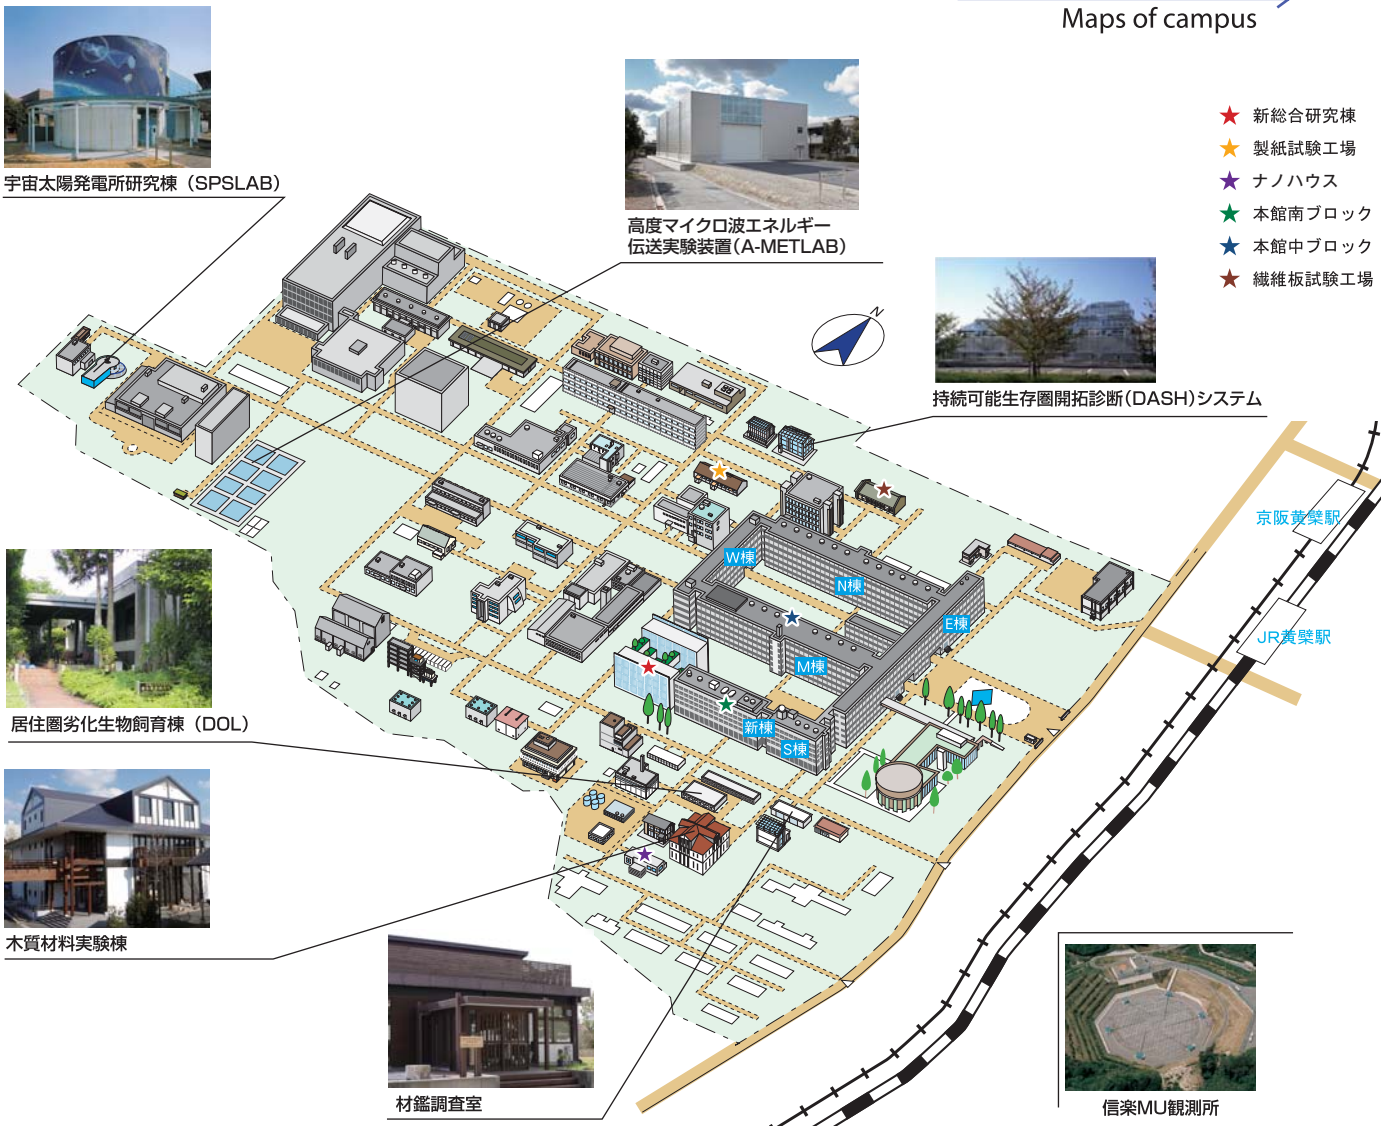 Maps of campus
新総合研究棟
製紙試験工場
ナノハウス
本館南ブロック
本館中ブロック
繊維板試験工場
宇宙太陽発電所研究棟（SPSLAB）
高度マイクロ波エネルギー
伝送実験装置（A-METLAB）
N
持続可能生存圏開拓診断（DASH）システム
京阪黄檗駅
JR黄檗駅
W棟
N棟
E棟
M棟
新棟
S棟
居住圏劣化生物飼育棟（DOL）
木質材料実験棟
材鑑調査室
信楽MU観測所